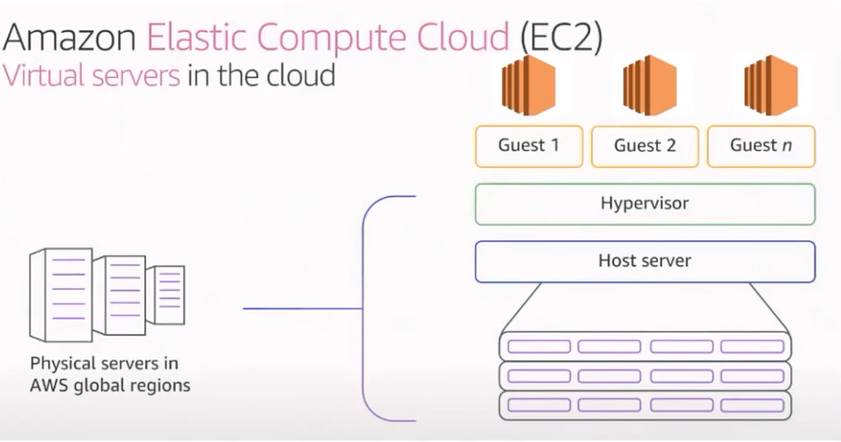 Amazon Elastic Compute Cloud (EC2)
Virtual servers in the cloud
Guest 1
Guest 2
Guest n
Hypervisor
Host server
Physical servers in
AWS global regions